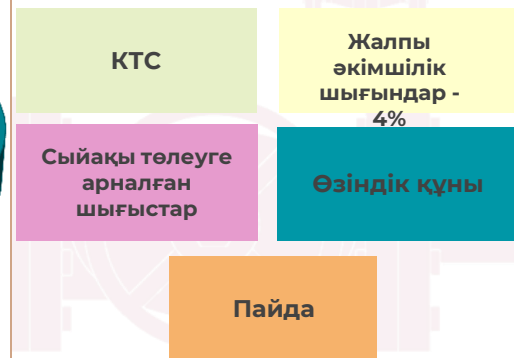 КТС
Жалпы
әкімшілік
шығындар -
4%
Сыйақы төлеуге
арналған
шығыстар
Өзіндік құны
Пайда